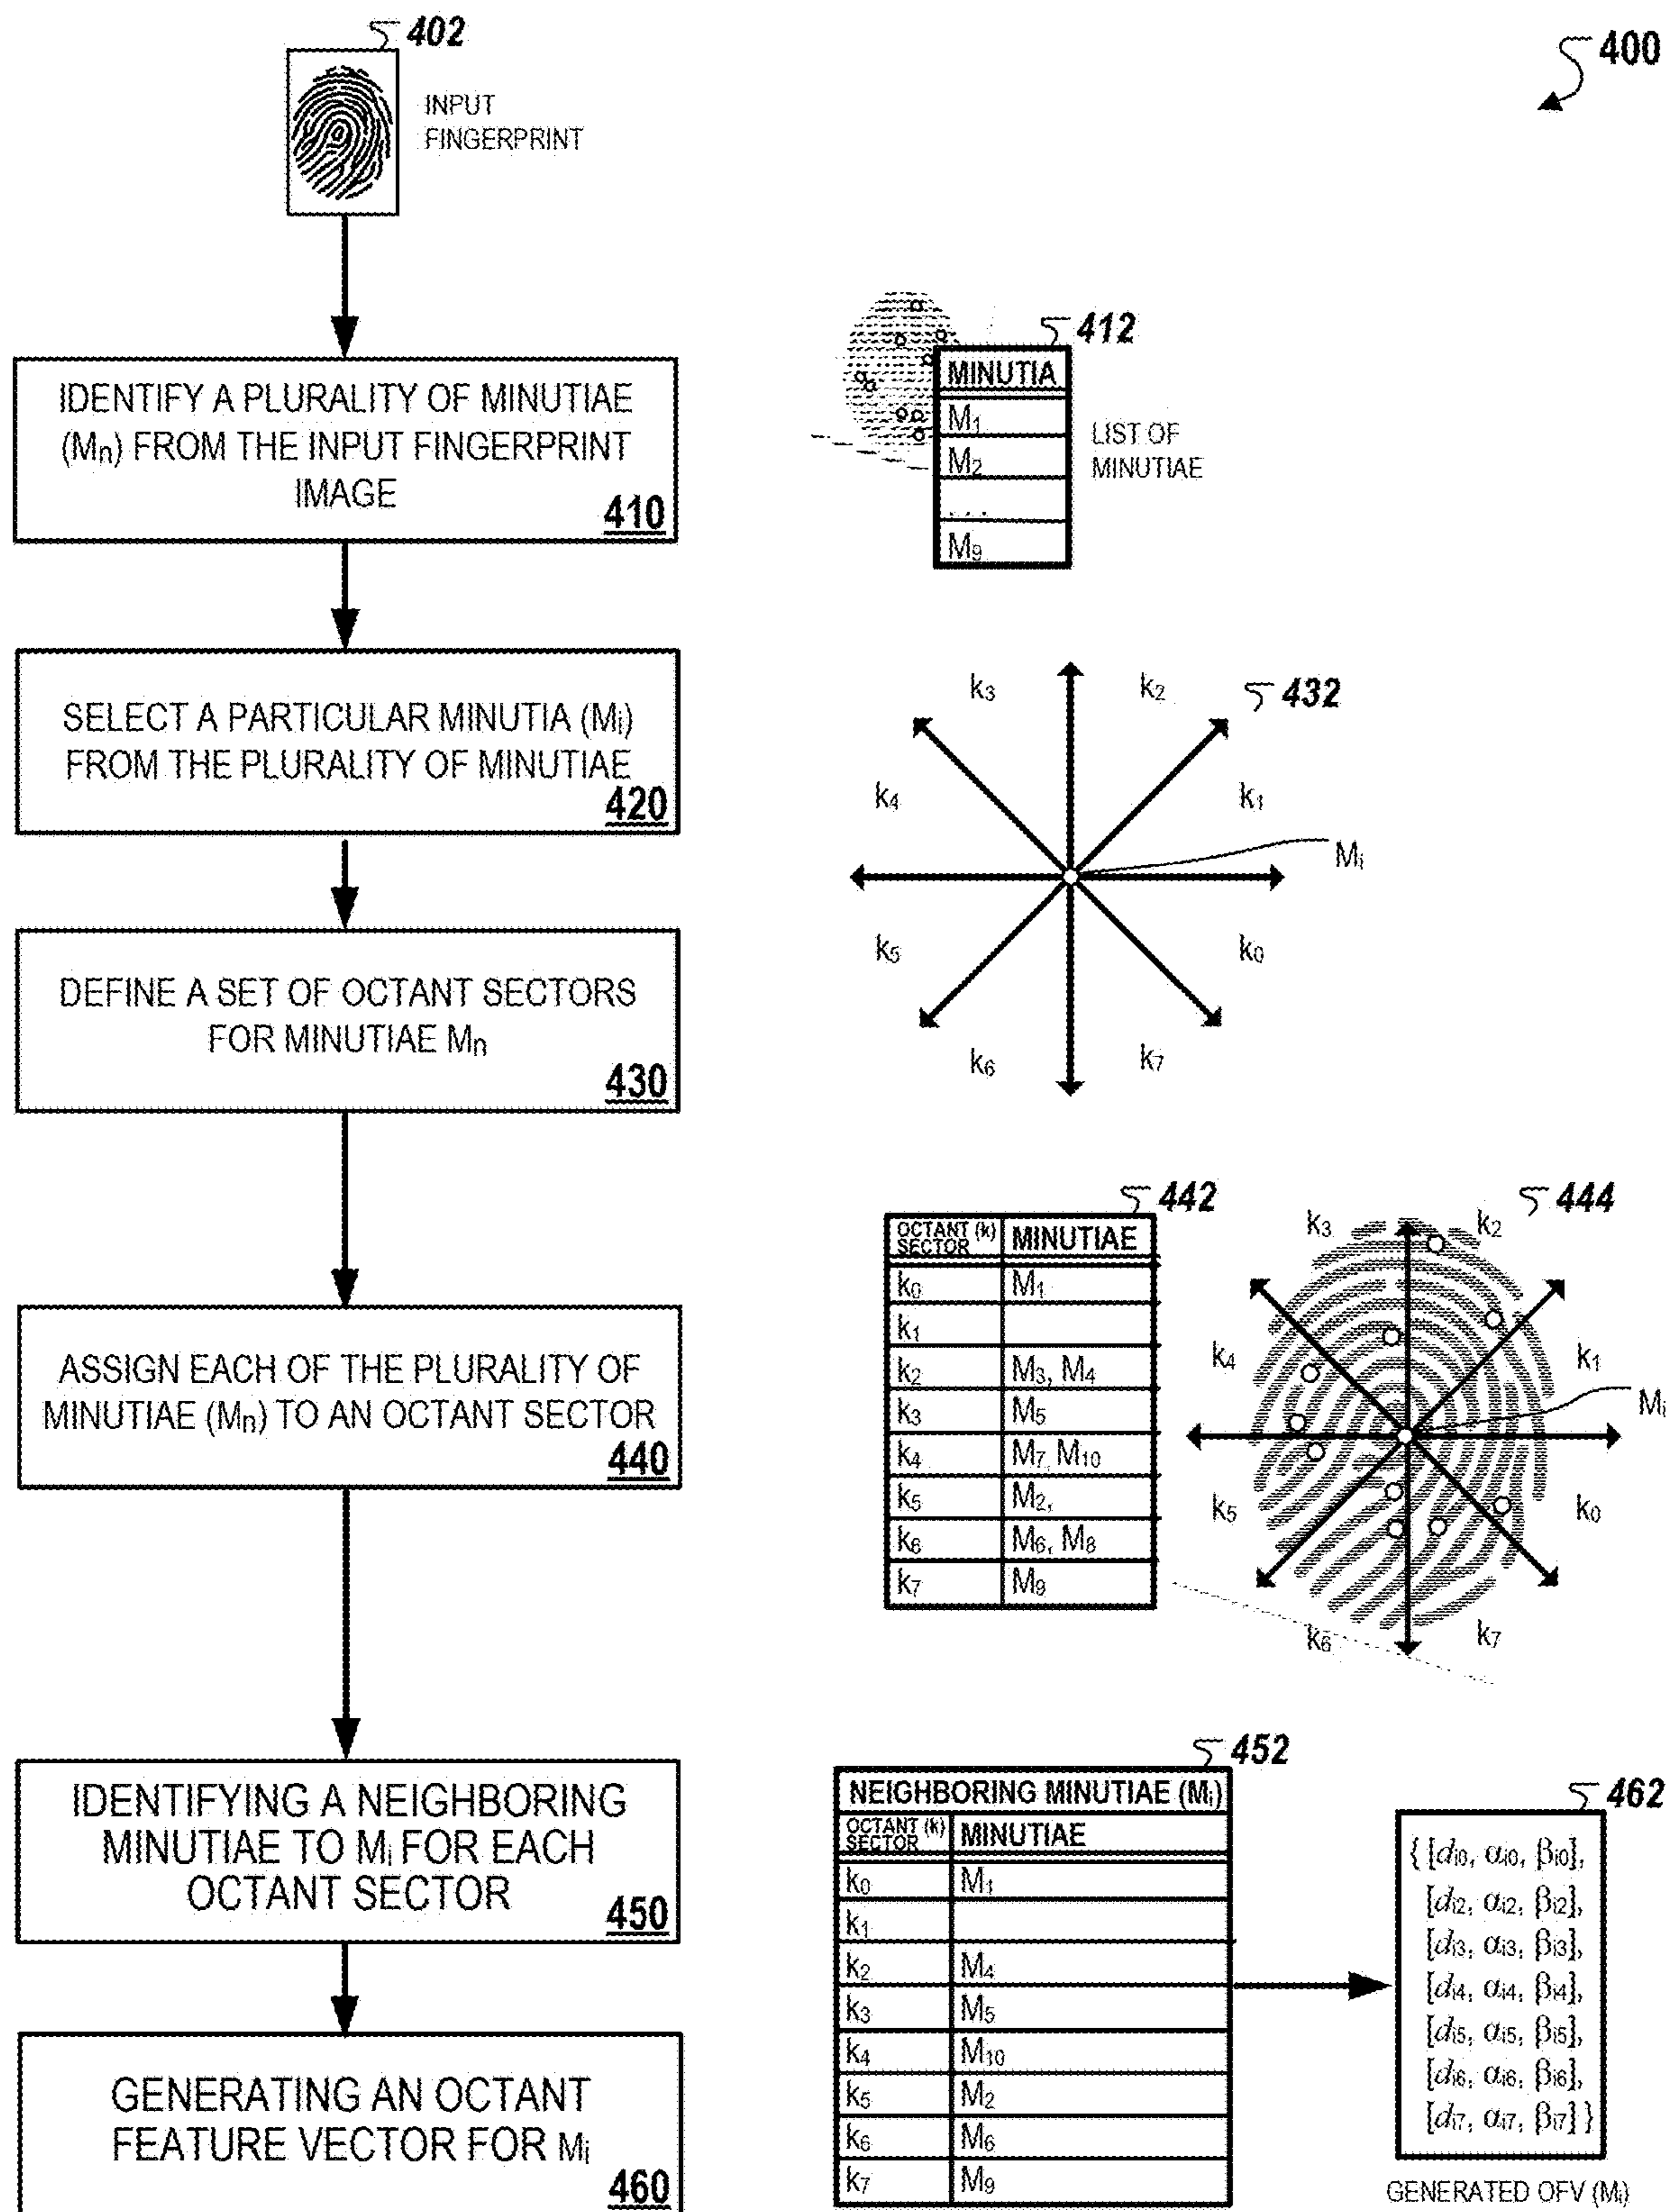 402
400
INPUT
FINGERPRINT
IDENTIFY A PLURALITY OF MINUTIAE
(Mn) FROM THE INPUT FINGERPRINT
IMAGE
410
412
MINUTIA
M1
M2
. . .
M9
LIST OF
MINUTIAE
SELECT A PARTICULAR MINUTIA (Mi)
FROM THE PLURALITY OF MINUTIAE
420
432
k3
k2
k4
k1
Mi
k5
k0
k6
k7
DEFINE A SET OF OCTANT SECTORS
FOR MINUTIAE Mn
430
442
OCTANT (k)
SECTOR
MINUTIAE
k0 M1
k1
k2 M3, M4
k3 M5
k4 M7, M10
k5 M2,
k6 M6, M8
k7 M9
444
k3
k2
k4
k1
Mi
k5
k0
k6
k7
ASSIGN EACH OF THE PLURALITY OF
MINUTIAE (Mn) TO AN OCTANT SECTOR
440
IDENTIFYING A NEIGHBORING
MINUTIAE TO Mi FOR EACH
OCTANT SECTOR
450
452
NEIGHBORING MINUTIAE (Mi)
OCTANT (k)
SECTOR
MINUTIAE
k0 M1
k1
k2 M4
k3 M5
k4 M10
k5 M2
k6 M6
k7 M9
462
{ [di0, αi0, βi0],
[di2, αi2, βi2],
[di3, αi3, βi3],
[di4, αi4, βi4],
[di5, αi5, βi5],
[di6, αi6, βi6],
[di7, αi7, βi7] }
GENERATED OFV (Mi)
GENERATING AN OCTANT
FEATURE VECTOR FOR Mi
460